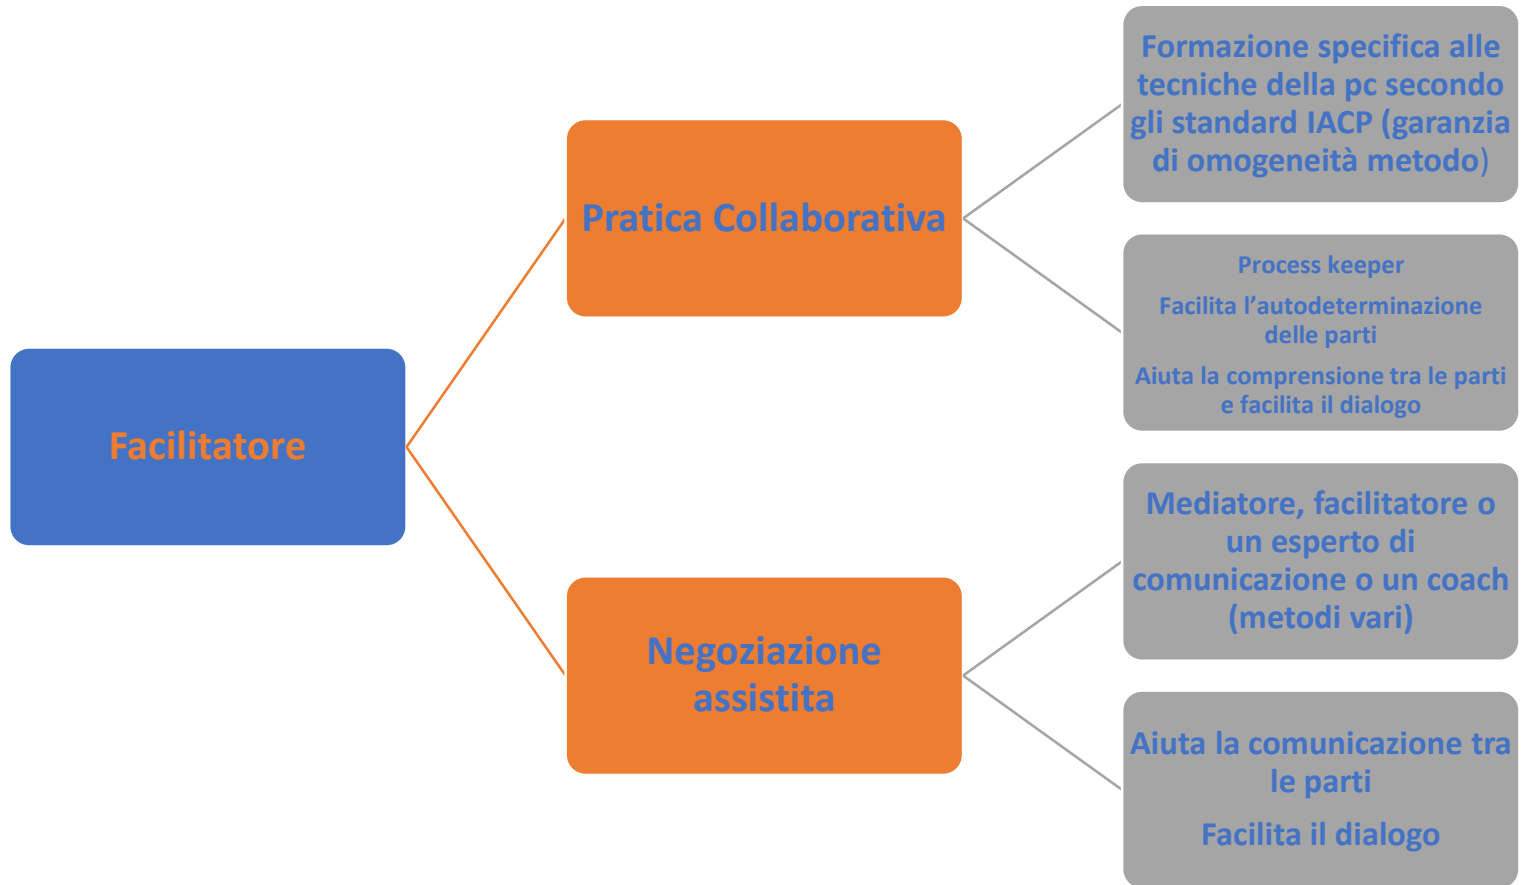 Facilitatore
Pratica Collaborativa
Formazione specifica alle
tecniche della pc secondo
gli standard IACP (garanzia
di omogeneità metodo)
Process keeper
Facilita l’autodeterminazione
delle parti
Aiuta la comprensione tra le parti
e facilita il dialogo
Negoziazione
assistita
Mediatore, facilitatore o
un esperto di
comunicazione o un coach
(metodi vari)
Aiuta la comunicazione tra
le parti
Facilita il dialogo